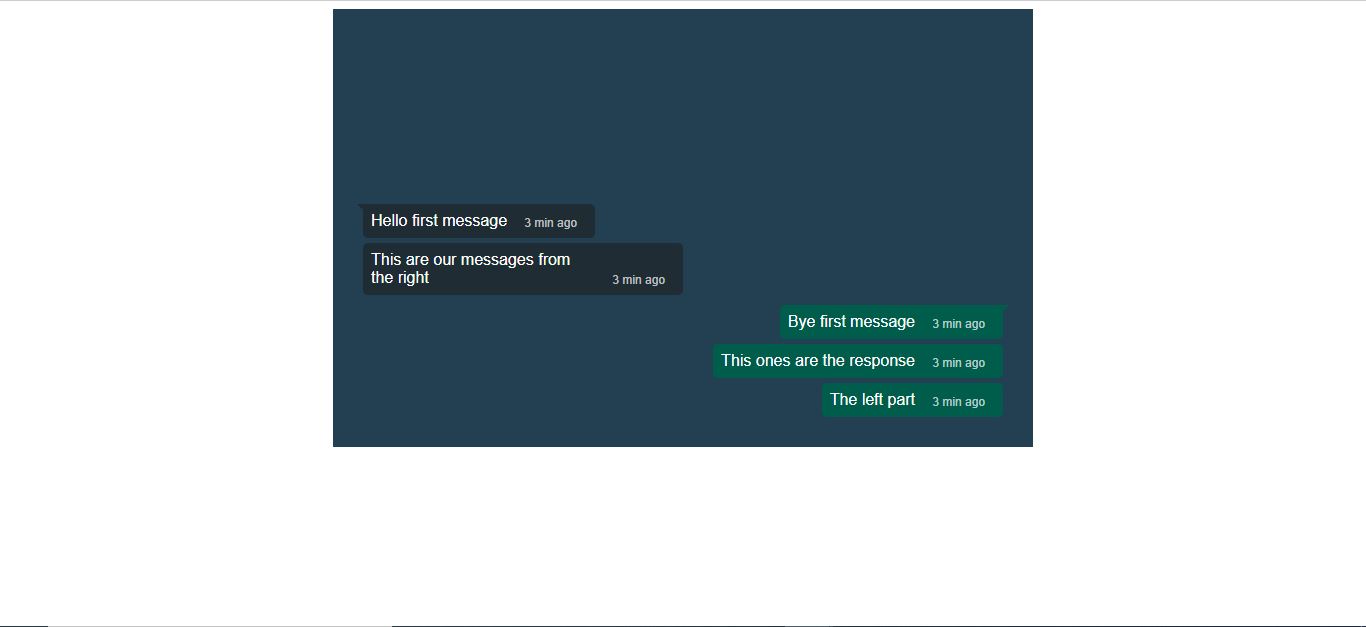 Hello first message 3 min ago
This are our messages from
the right 3 min ago
Bye first message 3 min ago
This ones are the response 3 min ago
The left part 3 min ago